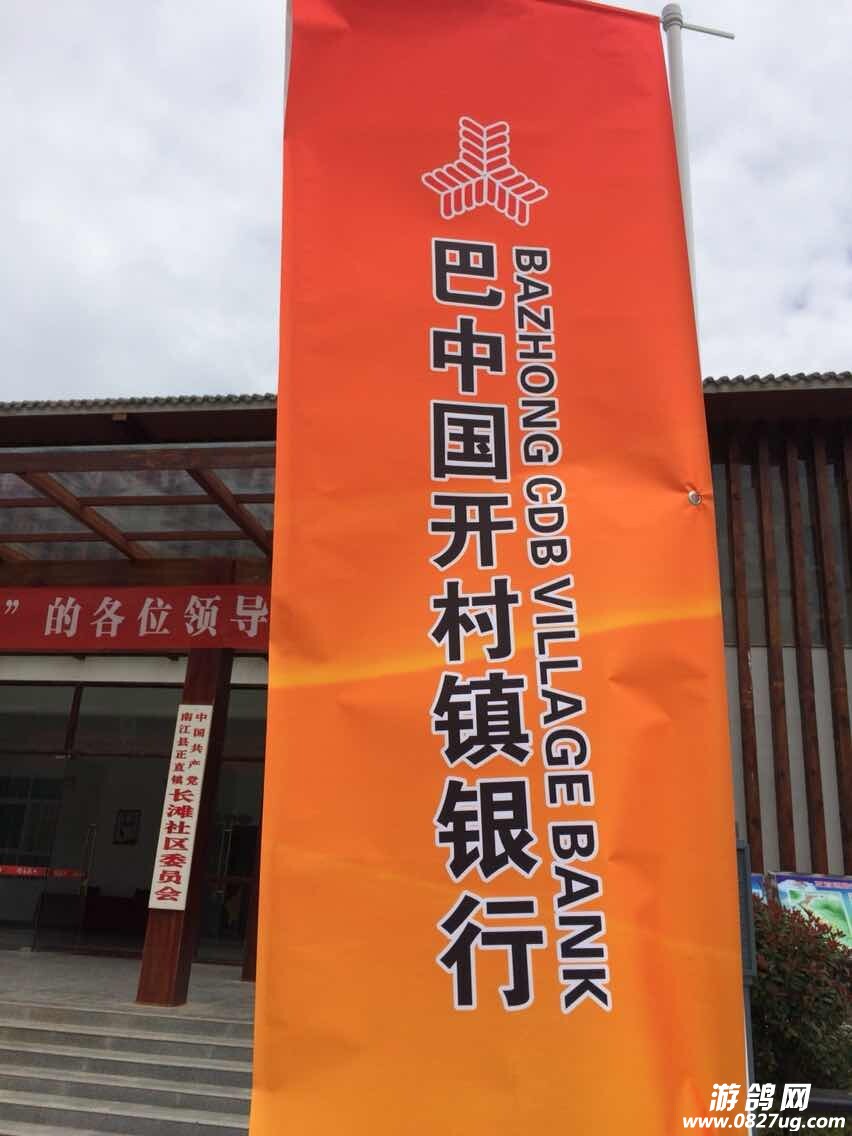 巴中国开村镇银行
BAZHONG CDB VILLAGE BANK
”的各位领导
中国共产党
南江县正直镇
长滩社区委员会
游鸽网
www.0827ug.com